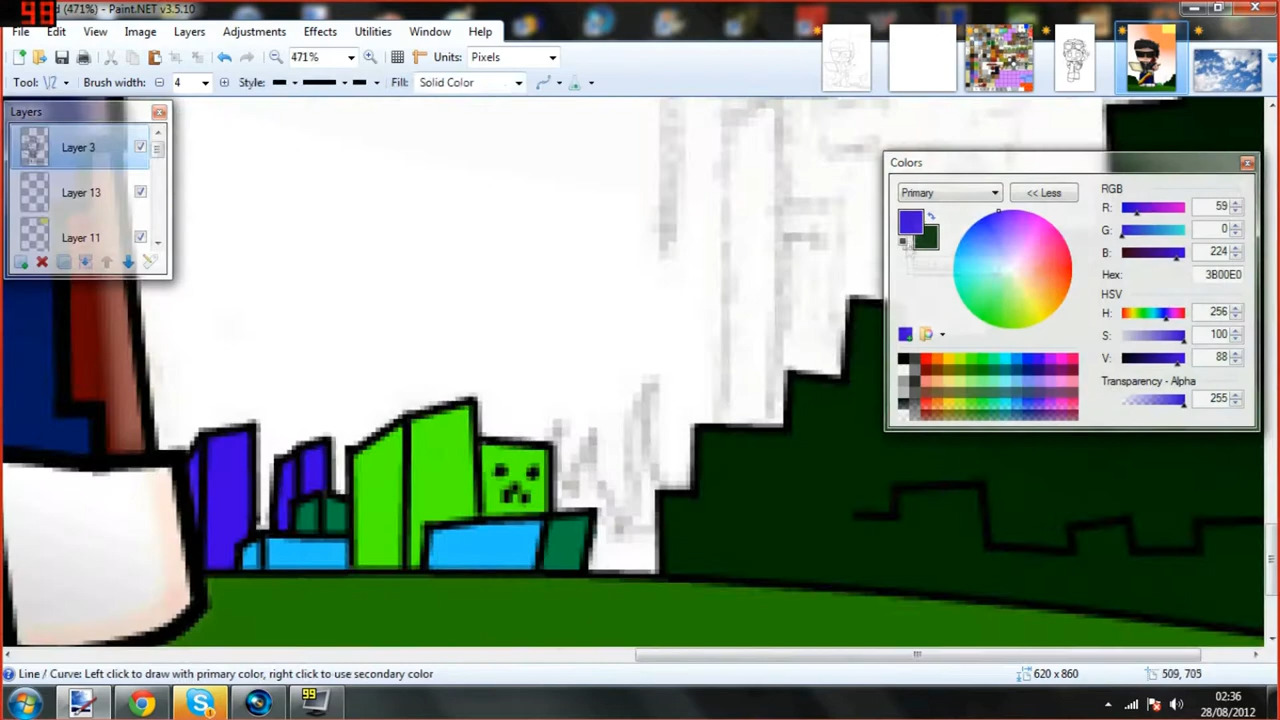 99
d (471%) - Paint.NET v3.5.10
File Edit View Image Layers Adjustments Effects Utilities Window Help
471% Units: Pixels
Tool: Brush width: 4 Style: Fill: Solid Color
Layers
Layer 3
Layer 13
Layer 11
Colors
Primary << Less
RGB
R: 59
G: 0
B: 224
Hex: 3B00E0
HSV
H: 256
S: 100
V: 88
Transparency - Alpha
255
Line / Curve: Left click to draw with primary color, right click to use secondary color
620 x 860
509, 705
99
02:36
28/08/2012